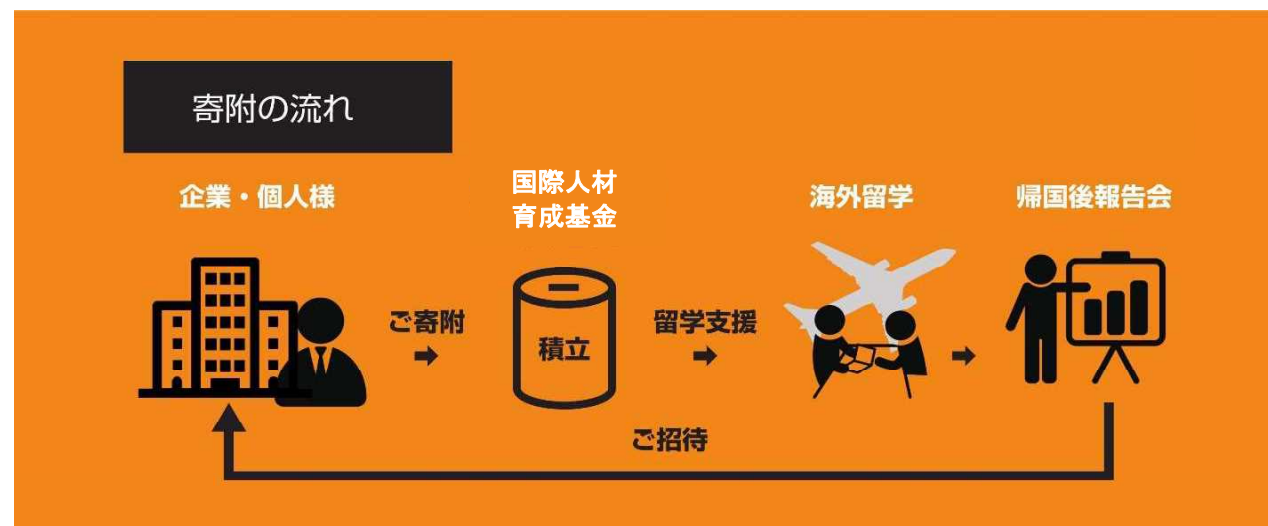 寄附の流れ
企業・個人様
国際人材
育成基金
海外留学
帰国後報告会
ご寄附
積立
留学支援
ご招待